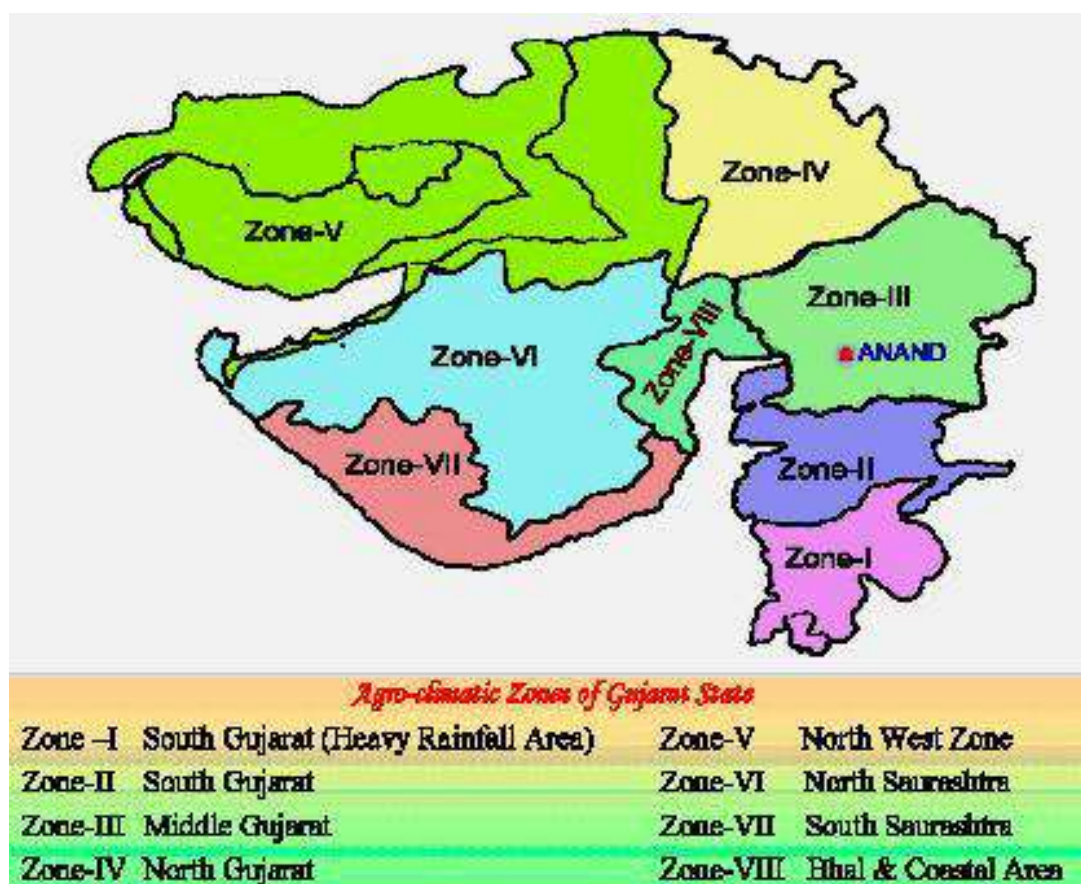 Zone-IV
Zone-V
Zone-III
ANAND
Zone-VI
Zone-VIII
Zone-VII
Zone-II
Zone-I
Agro-climatic Zones of Gujarat State
Zone –I South Gujarat (Heavy Rainfall Area) Zone-V North West Zone
Zone-II South Gujarat Zone-VI North Saurashtra
Zone-III Middle Gujarat Zone-VII South Saurashtra
Zone-IV North Gujarat Zone-VIII Bhal & Coastal Area